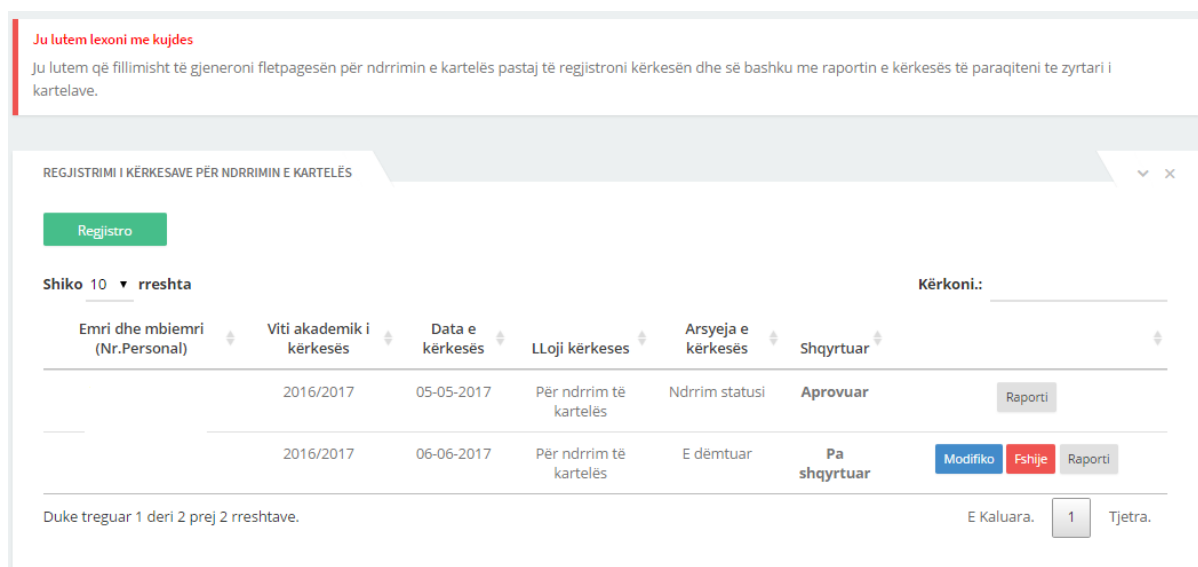 Ju lutem lexoni me kujdes
Ju lutem që fillimisht të gjeneroni fletpagesën për ndrrimin e kartelës pastaj të regjistroni kërkesën dhe së bashku me raportin e kërkesës të paraqiteni te zyrtari i
kartelave.
REGJISTRIMI I KËRKESAVE PËR NDRRIMIN E KARTELËS
Regjistro
Shiko 10 rreshta Kërkoni.:
Emri dhe mbiemri (Nr.Personal) Viti akademik i kërkesës Data e kërkesës LLoji kërkeses Arsyeja e kërkesës Shqyrtuar
2016/2017 05-05-2017 Për ndrrim të kartelës Ndrrim statusi Aprovuar Raporti
2016/2017 06-06-2017 Për ndrrim të kartelës E dëmtuar Pa shqyrtuar Modifiko Fshije Raporti
Duke treguar 1 deri 2 prej 2 rreshtave. E Kaluara. 1 Tjetra.